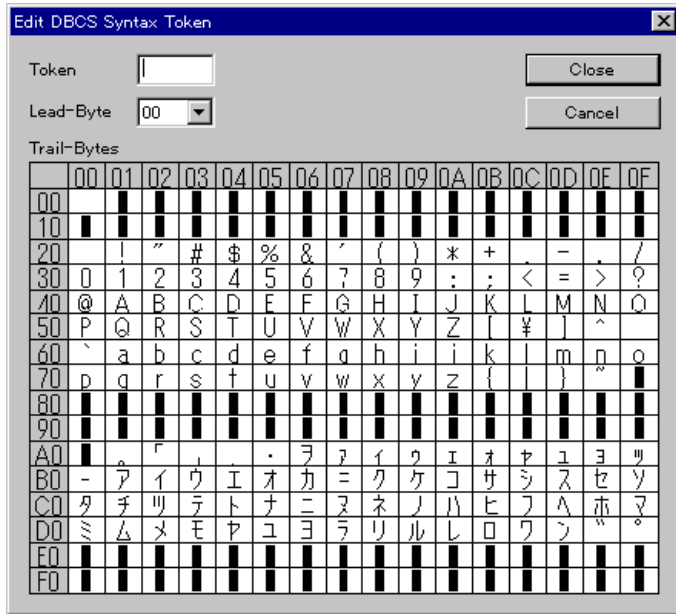 Edit DBCS Syntax Token
Token
Close
Lead-Byte 00
Cancel
Trail-Bytes
00 01 02 03 04 05 06 07 08 09 0A 0B 0C 0D 0E 0F
00
10
20 ! " # $ % & ' ( ) * + , - . /
30 0 1 2 3 4 5 6 7 8 9 : ; < = > ?
40 @ A B C D E F G H I J K L M N O
50 P Q R S T U V W X Y Z [ ¥ ] ^
60 ` a b c d e f g h i j k l m n o
70 p q r s t u v w x y z { | } ~
80
90
A0 。 「 」 、 ・ ヲ ァ ィ ゥ ェ ォ ャ ュ ョ ッ
B0 ー ア イ ウ エ オ カ キ ク ケ コ サ シ ス セ ソ
C0 タ チ ツ テ ト ナ ニ ヌ ネ ノ ハ ヒ フ ヘ ホ マ
D0 ミ ム メ モ ヤ ユ ヨ ラ リ ル レ ロ ワ ン ゛ ゜
E0
F0